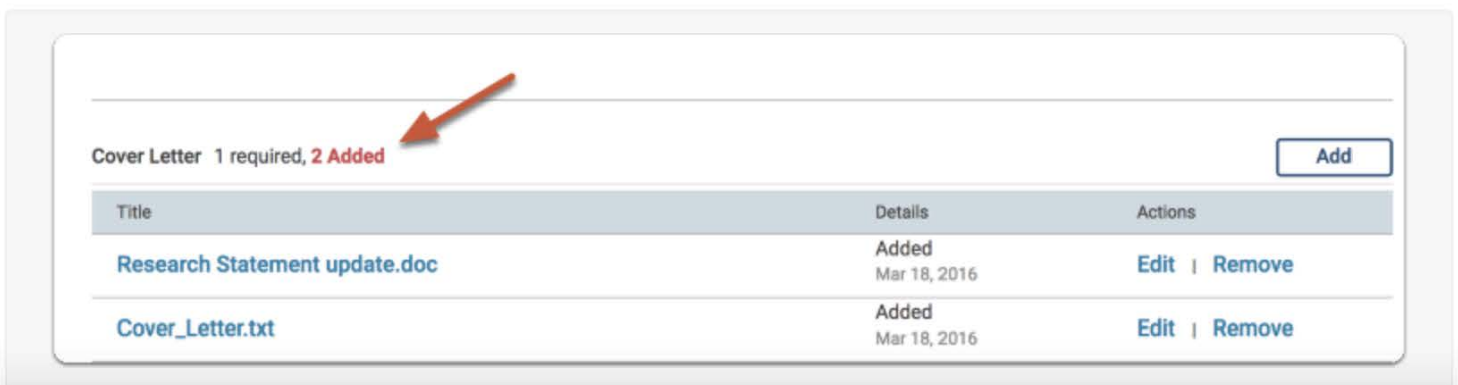 Cover Letter 1 required, 2 Added
Add
Title Details Actions
Research Statement update.doc Added Mar 18, 2016 Edit | Remove
Cover_Letter.txt Added Mar 18, 2016 Edit | Remove